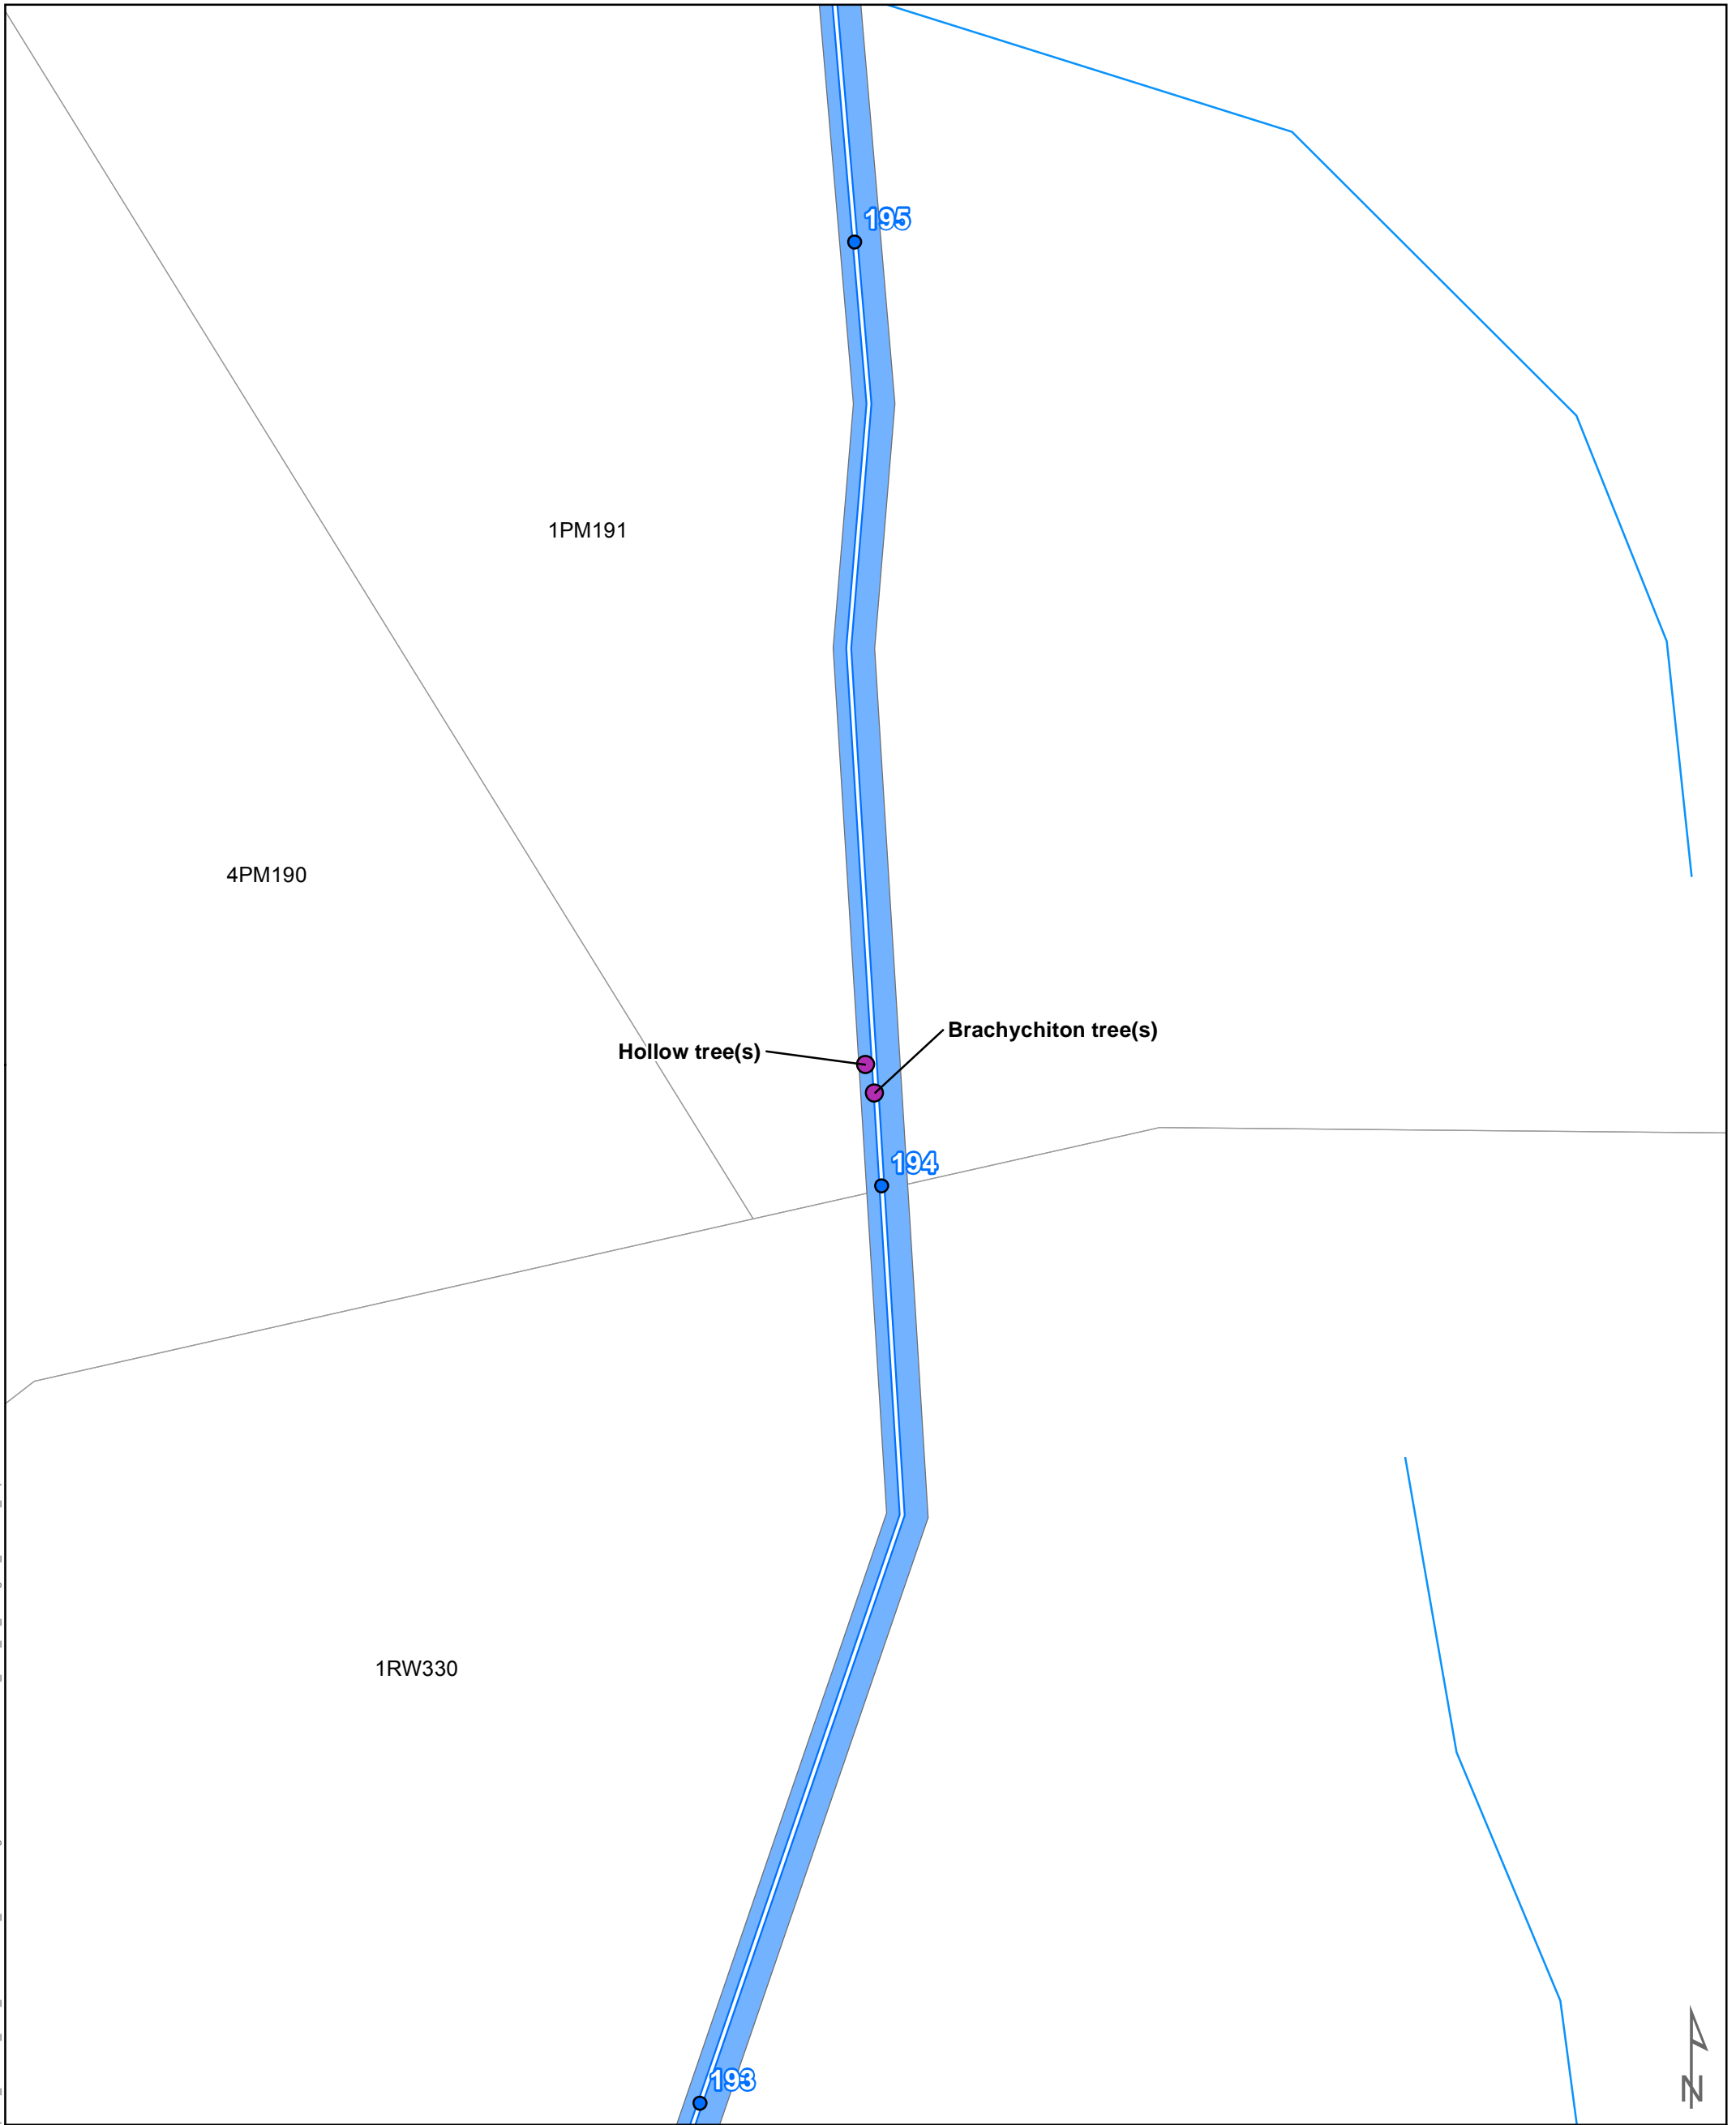 195
1PM191
4PM190
Brachychiton tree(s)
Hollow tree(s)
194
1RW330
193
N